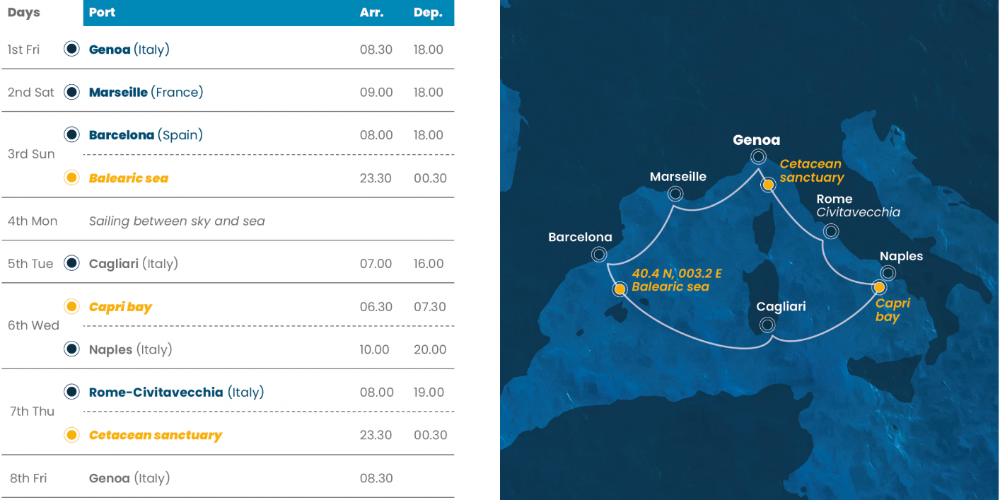 Days Port Arr. Dep.
1st Fri Genoa (Italy) 08.30 18.00
2nd Sat Marseille (France) 09.00 18.00
3rd Sun
Barcelona (Spain) 08.00 18.00
Balearic sea 23.30 00.30
4th Mon Sailing between sky and sea
5th Tue Cagliari (Italy) 07.00 16.00
6th Wed
Capri bay 06.30 07.30
Naples (Italy) 10.00 20.00
7th Thu
Rome-Civitavecchia (Italy) 08.00 19.00
Cetacean sanctuary 23.30 00.30
8th Fri Genoa (Italy) 08.30
Genoa
Cetacean
sanctuary
Marseille
Rome
Civitavecchia
Barcelona
Naples
40.4 N, 003.2 E
Balearic sea
Capri
bay
Cagliari